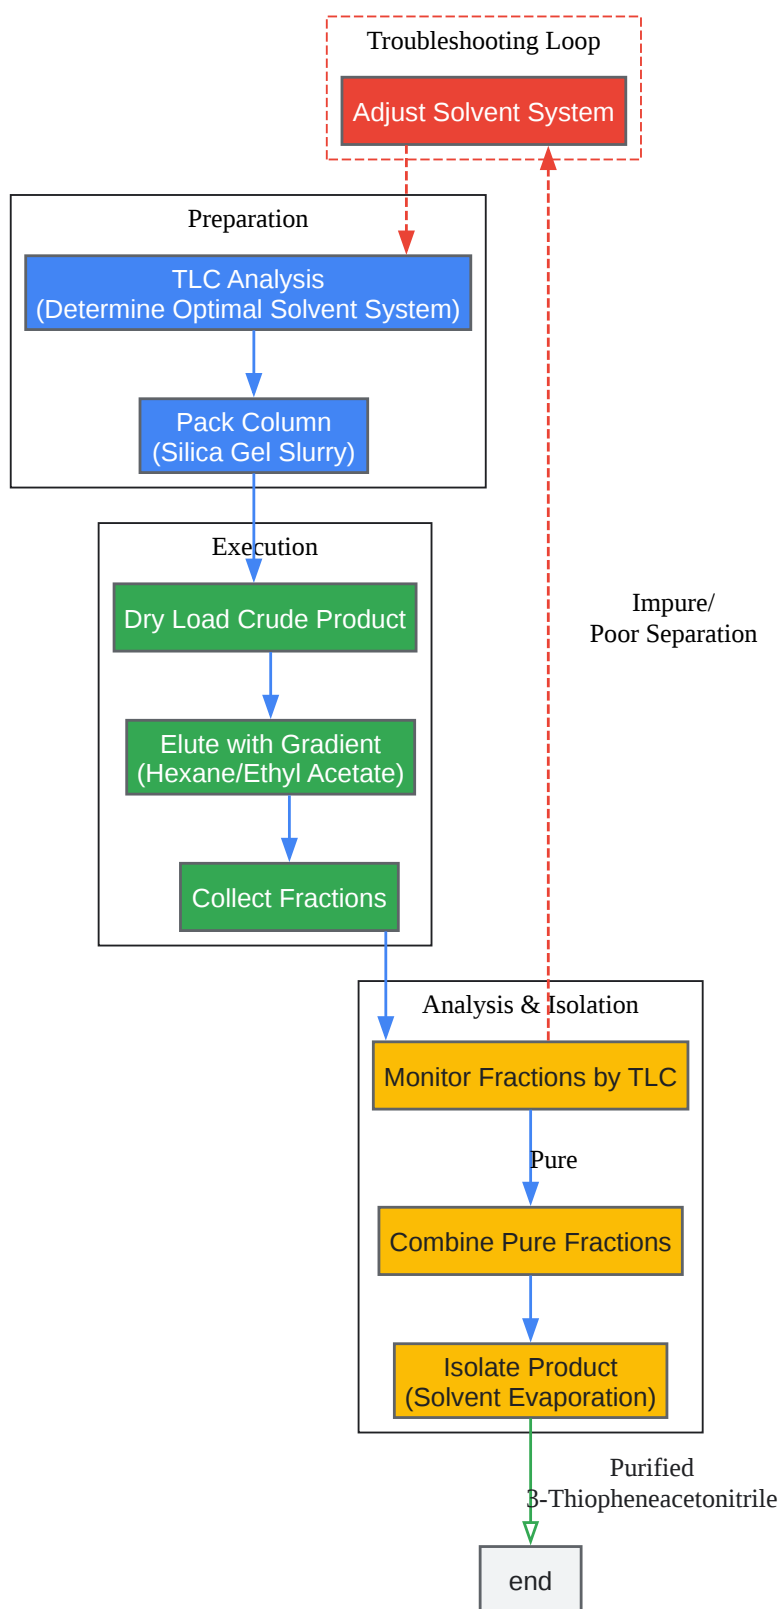 Troubleshooting Loop
Adjust Solvent System
Preparation
TLC Analysis
(Determine Optimal Solvent System)
Pack Column
(Silica Gel Slurry)
Execution
Dry Load Crude Product
Impure/
Poor Separation
Elute with Gradient
(Hexane/Ethyl Acetate)
Collect Fractions
Analysis & Isolation
Monitor Fractions by TLC
Pure
Combine Pure Fractions
Isolate Product
(Solvent Evaporation)
Purified
3-Thiopheneacetonitrile
end